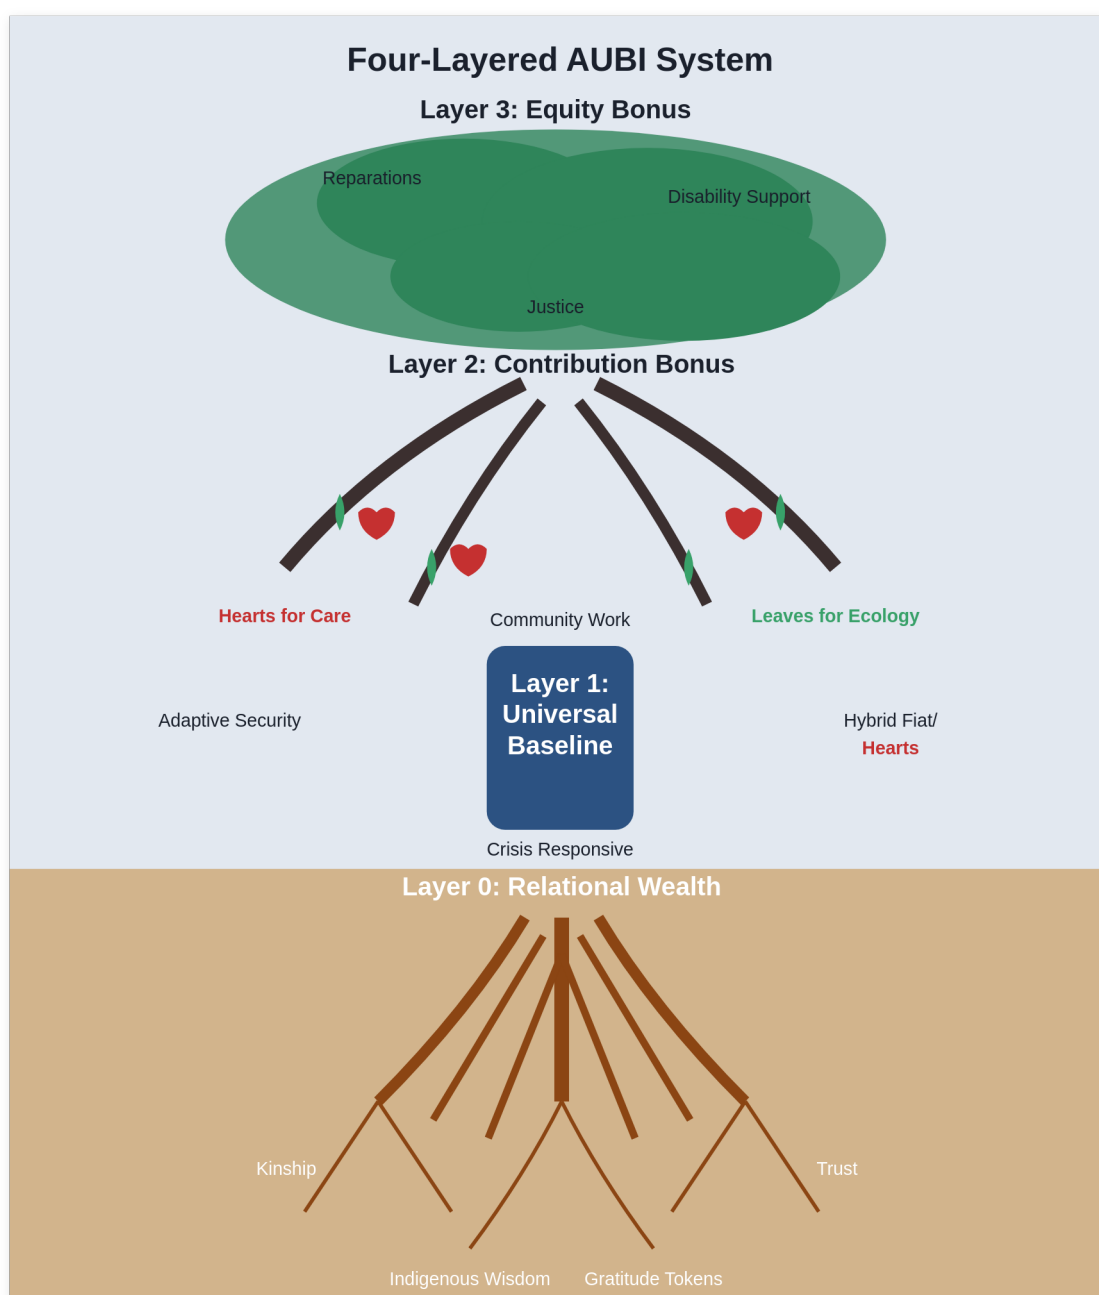 Four-Layered AUBI System
Layer 3: Equity Bonus
Reparations
Disability Support
Justice
Layer 2: Contribution Bonus
Hearts for Care
Community Work
Leaves for Ecology
Layer 1:
Universal
Baseline
Adaptive Security
Hybrid Fiat/
Hearts
Crisis Responsive
Layer 0: Relational Wealth
Kinship
Trust
Indigenous Wisdom
Gratitude Tokens